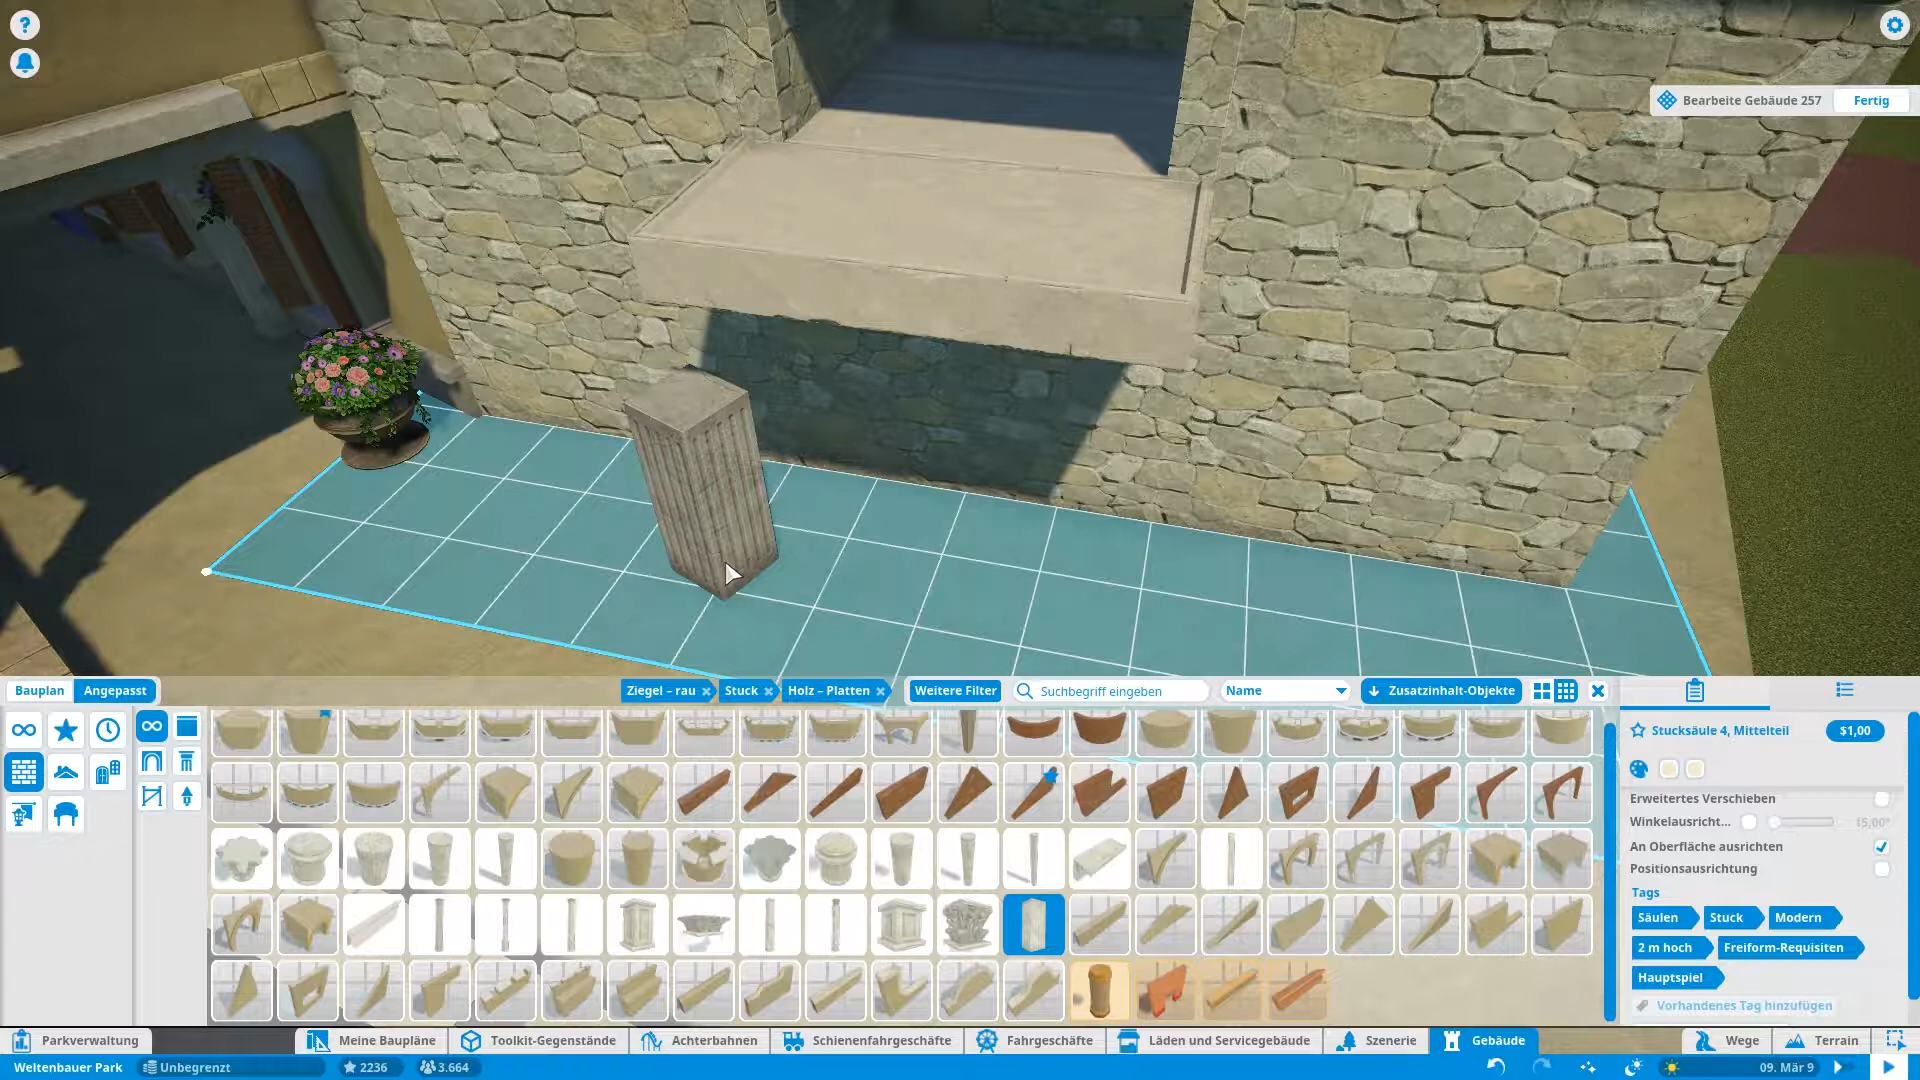 ?
Bearbeite Gebäude 257 Fertig
Bauplan Angepasst Ziegel – rau Stuck Holz – Platten Weitere Filter Suchbegriff eingeben Name Zusatzinhalt-Objekte
Stucksäule 4, Mittelteil $1,00
Erweitertes Verschieben
Winkelausricht... 15,00°
An Oberfläche ausrichten
Positionsausrichtung
Tags
Säulen Stuck Modern
2 m hoch Freiform-Requisiten
Hauptspiel
Vorhandenes Tag hinzufügen
Parkverwaltung Meine Baupläne Toolkit-Gegenstände Achterbahnen Schienenfahrgeschäfte Fahrgeschäfte Läden und Servicegebäude Szenerie Gebäude Wege Terrain
Weltenbauer Park Unbegrenzt 2236 3.664 09. Mär 9